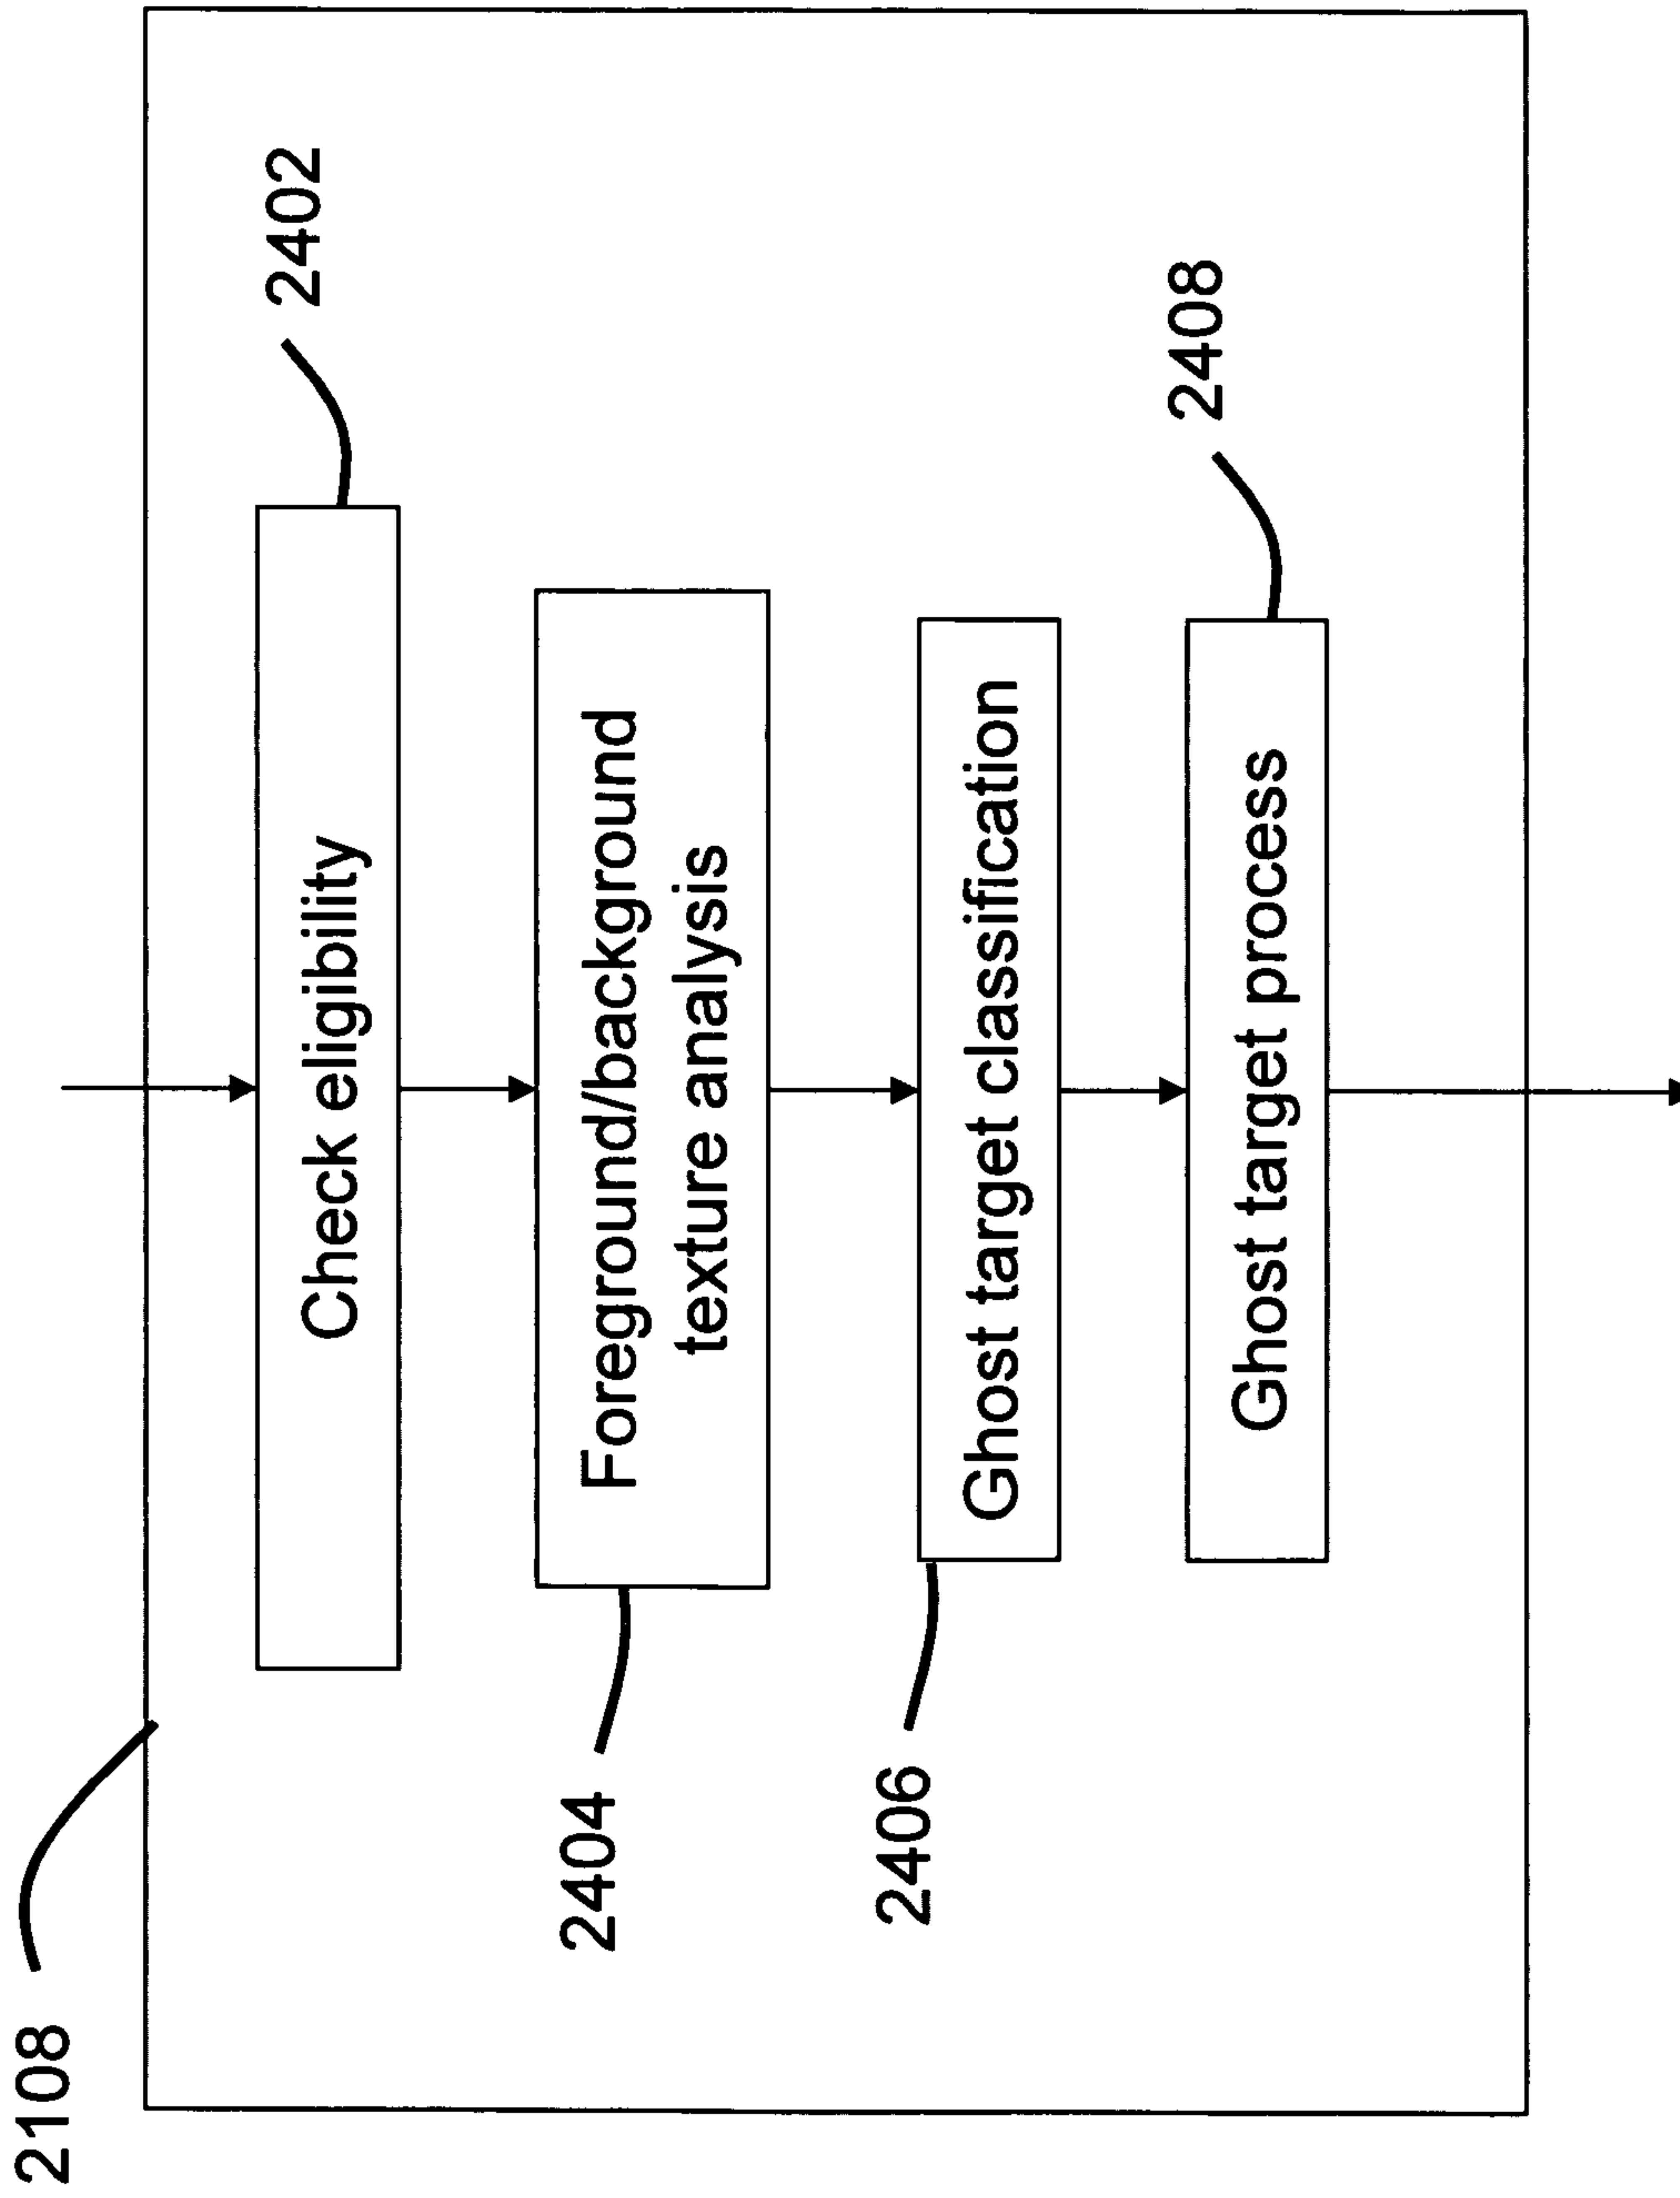 2108
Check eligibility
2402
Foreground/background
texture analysis
2404
Ghost target classification
2406
Ghost target process
2408